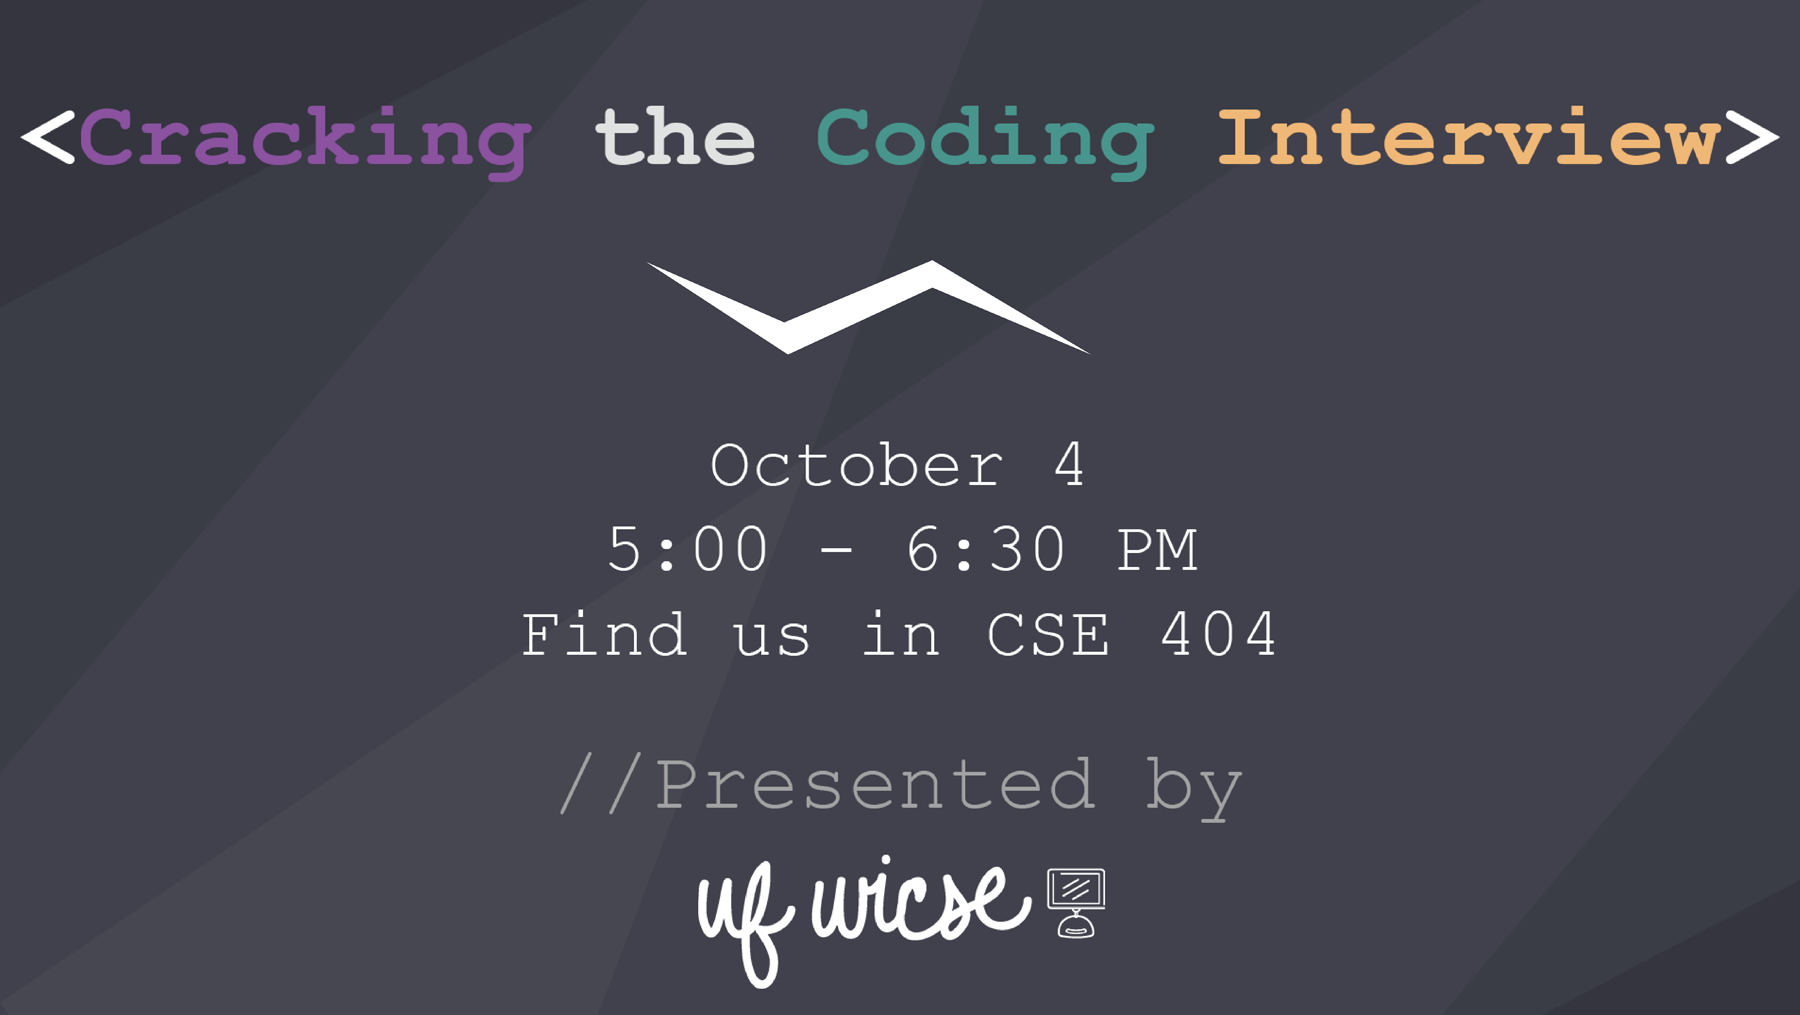 <Cracking the Coding Interview>
October 4
5:00 - 6:30 PM
Find us in CSE 404
//Presented by
uf wicse